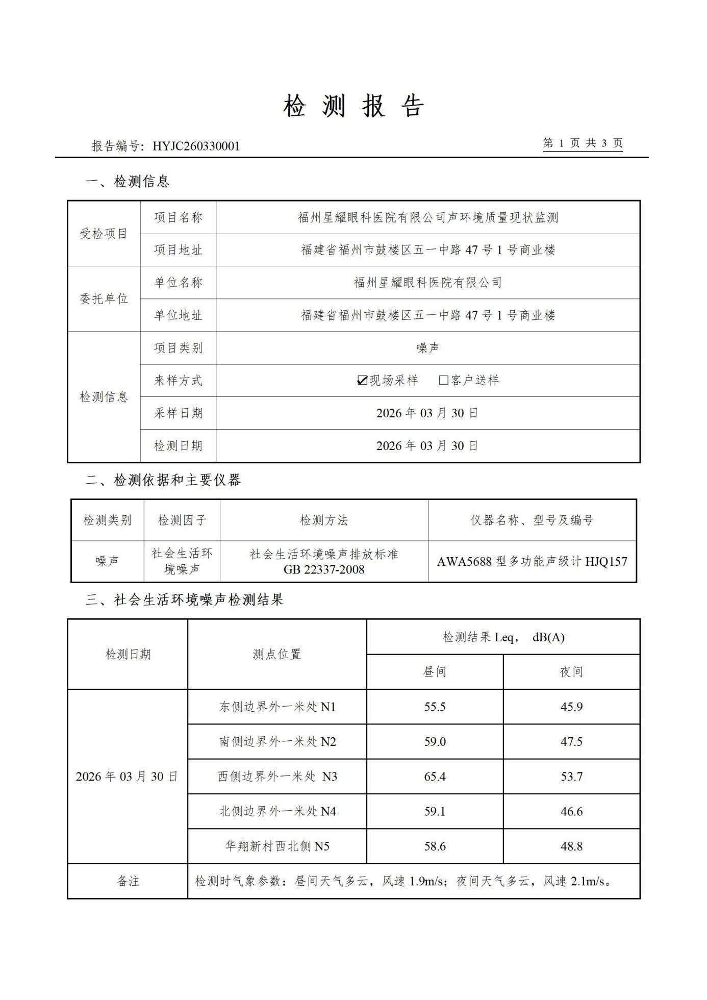 检测报告
报告编号：HYJC260330001
第 1 页 共 3 页
一、检测信息
受检项目
项目名称
福州星耀眼科医院有限公司声环境质量现状监测
项目地址
福建省福州市鼓楼区五一中路 47 号 1 号商业楼
委托单位
单位名称
福州星耀眼科医院有限公司
单位地址
福建省福州市鼓楼区五一中路 47 号 1 号商业楼
检测信息
项目类别
噪声
来样方式
☑现场采样 □客户送样
采样日期
2026 年 03 月 30 日
检测日期
2026 年 03 月 30 日
二、检测依据和主要仪器
检测类别 检测因子 检测方法 仪器名称、型号及编号
噪声
社会生活环
境噪声
社会生活环境噪声排放标准
GB 22337-2008
AWA5688 型多功能声级计 HJQ157
三、社会生活环境噪声检测结果
检测日期
测点位置
检测结果 Leq， dB(A)
昼间 夜间
2026 年 03 月 30 日
东侧边界外一米处 N1 55.5 45.9
南侧边界外一米处 N2 59.0 47.5
西侧边界外一米处 N3 65.4 53.7
北侧边界外一米处 N4 59.1 46.6
华翔新村西北侧 N5 58.6 48.8
备注 检测时气象参数：昼间天气多云，风速 1.9m/s；夜间天气多云，风速 2.1m/s。